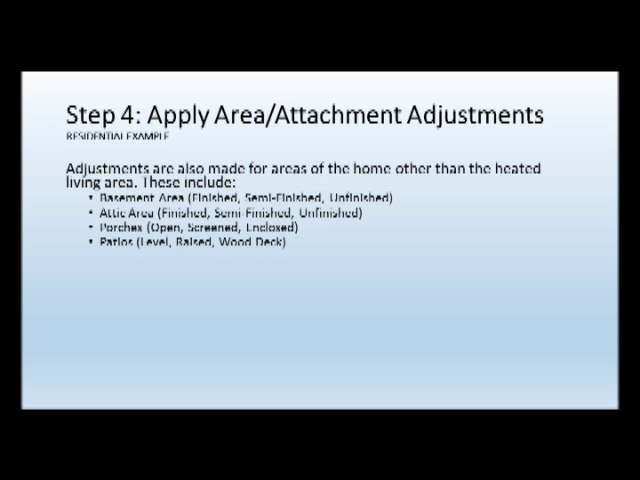 Step 4: Apply Area/Attachment Adjustments
RESIDENTIAL EXAMPLE
Adjustments are also made for areas of the home other than the heated
living area. These include:
• Basement Area (Finished, Semi-Finished, Unfinished)
• Attic Area (Finished, Semi-Finished, Unfinished)
• Porches (Open, Screened, Enclosed)
• Patios (Level, Raised, Wood Deck)